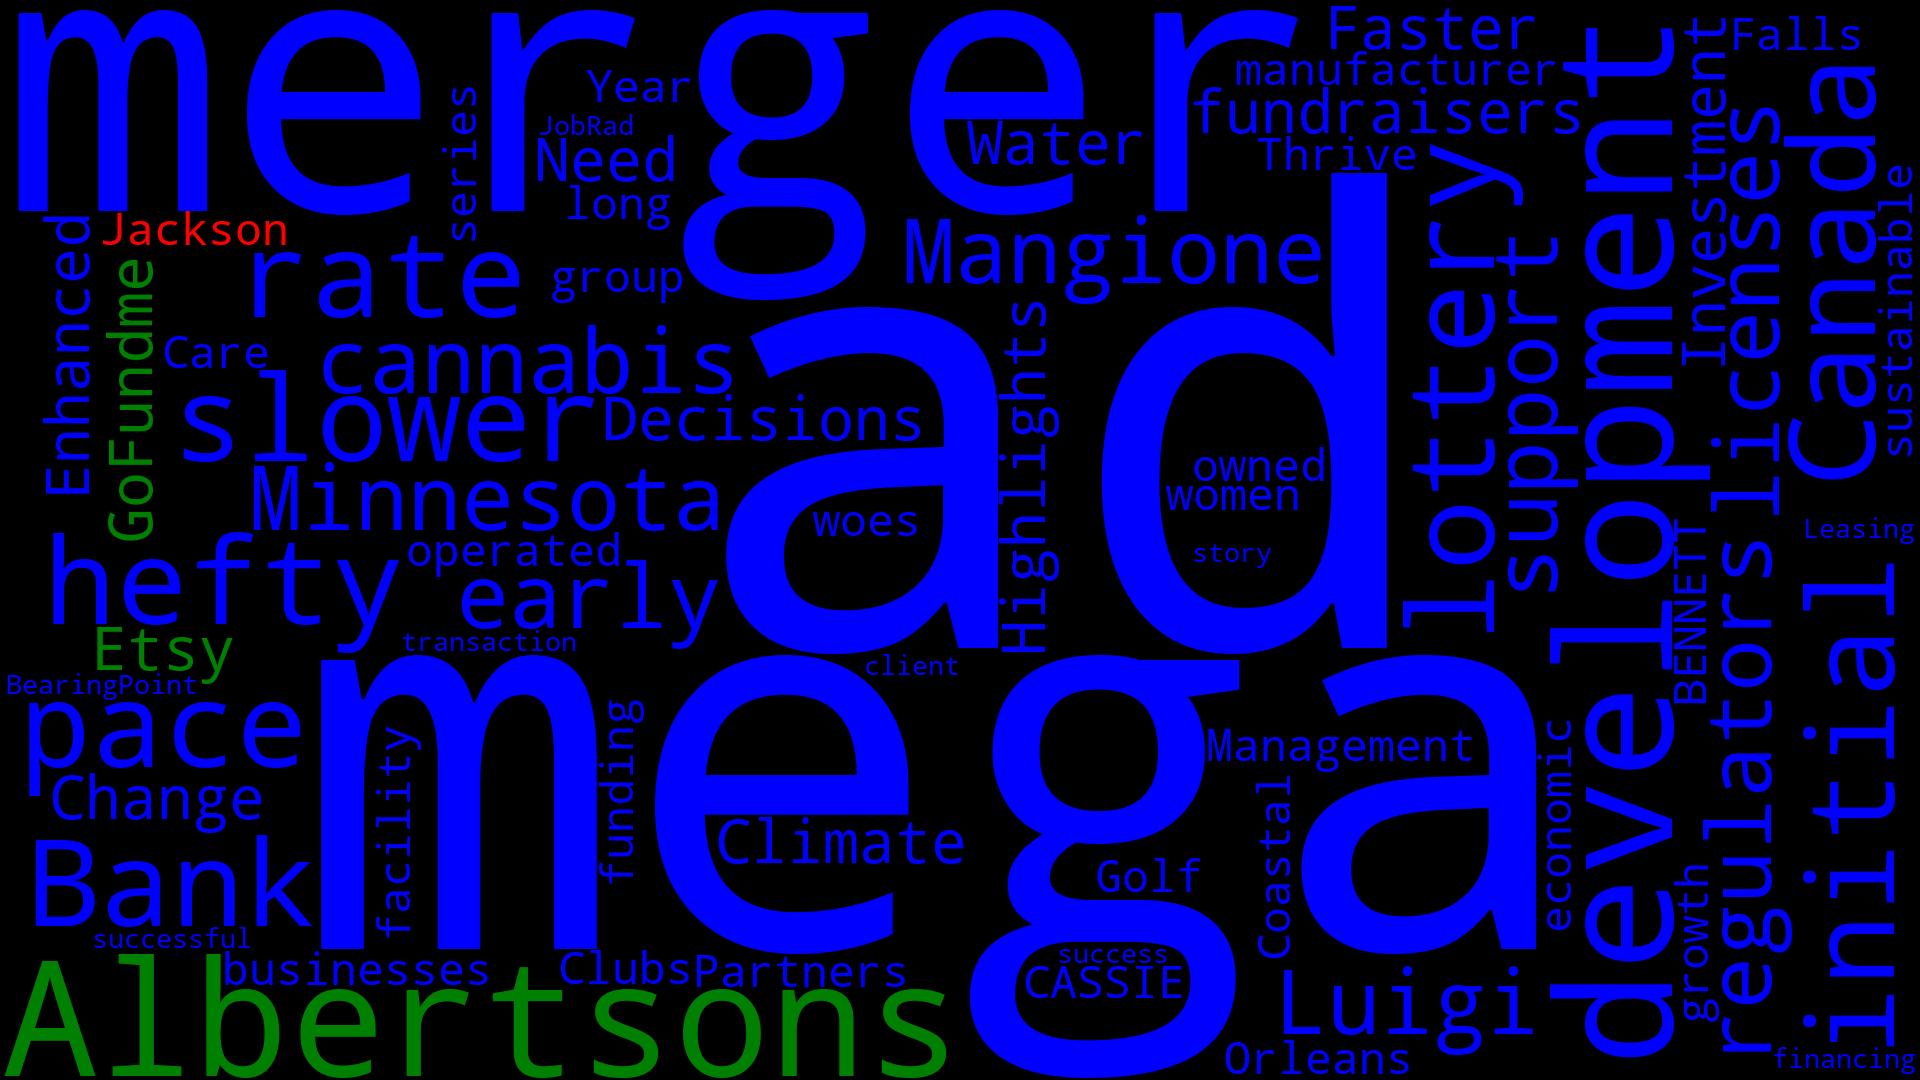 merger
Faster
Falls
manufacturer
Year
series
JobRad
fundraisers
Water
Need
Thrive
long
Investment
development
licenses
Canada
sustainable
lottery
support
Jackson
Enhanced
GoFundme
rate
group
Mangione
ad
Care
cannabis
slower
Decisions
Highlights
owned
women
woes
story
Minnesota
hefty
operated
early
BENNETT
regulators
Leasing
initial
Etsy
transaction
client
BearingPoint
pace
mega
facility
funding
Management
economic
Coastal
Change
Climate
Golf
Bank
growth
successful
businesses
Clubs
Partners
success
CASSIE
Luigi
Albertsons
Orleans
financing